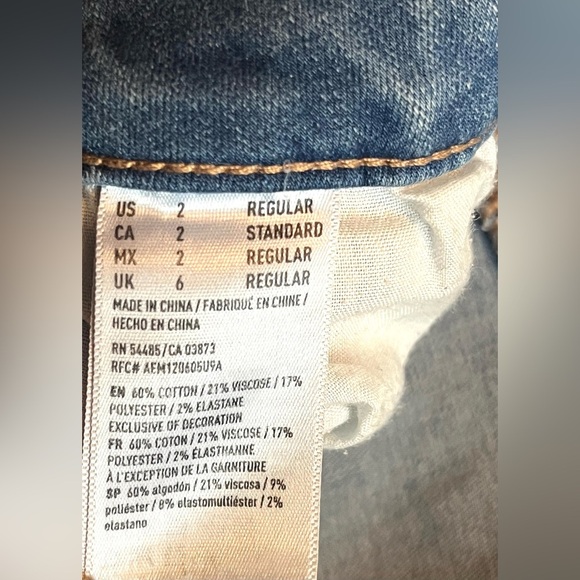 US 2 REGULAR
CA 2 STANDARD
MX 2 REGULAR
UK 6 REGULAR
MADE IN CHINA / FABRIQUÉ EN CHINE /
HECHO EN CHINA
RN 54485/CA 03873
RFC# AEM120605U9A
EN 60% COTTON / 21% VISCOSE / 17%
POLYESTER / 2% ELASTANE
EXCLUSIVE OF DECORATION
FR 60% COTON / 21% VISCOSE / 17%
POLYESTER / 2% ÉLASTHANNE
À L'EXCEPTION DE LA GARNITURE
SP 60% algodón / 21% viscosa / 9%
poliéster / 8% elastomultiéster / 2%
elastano